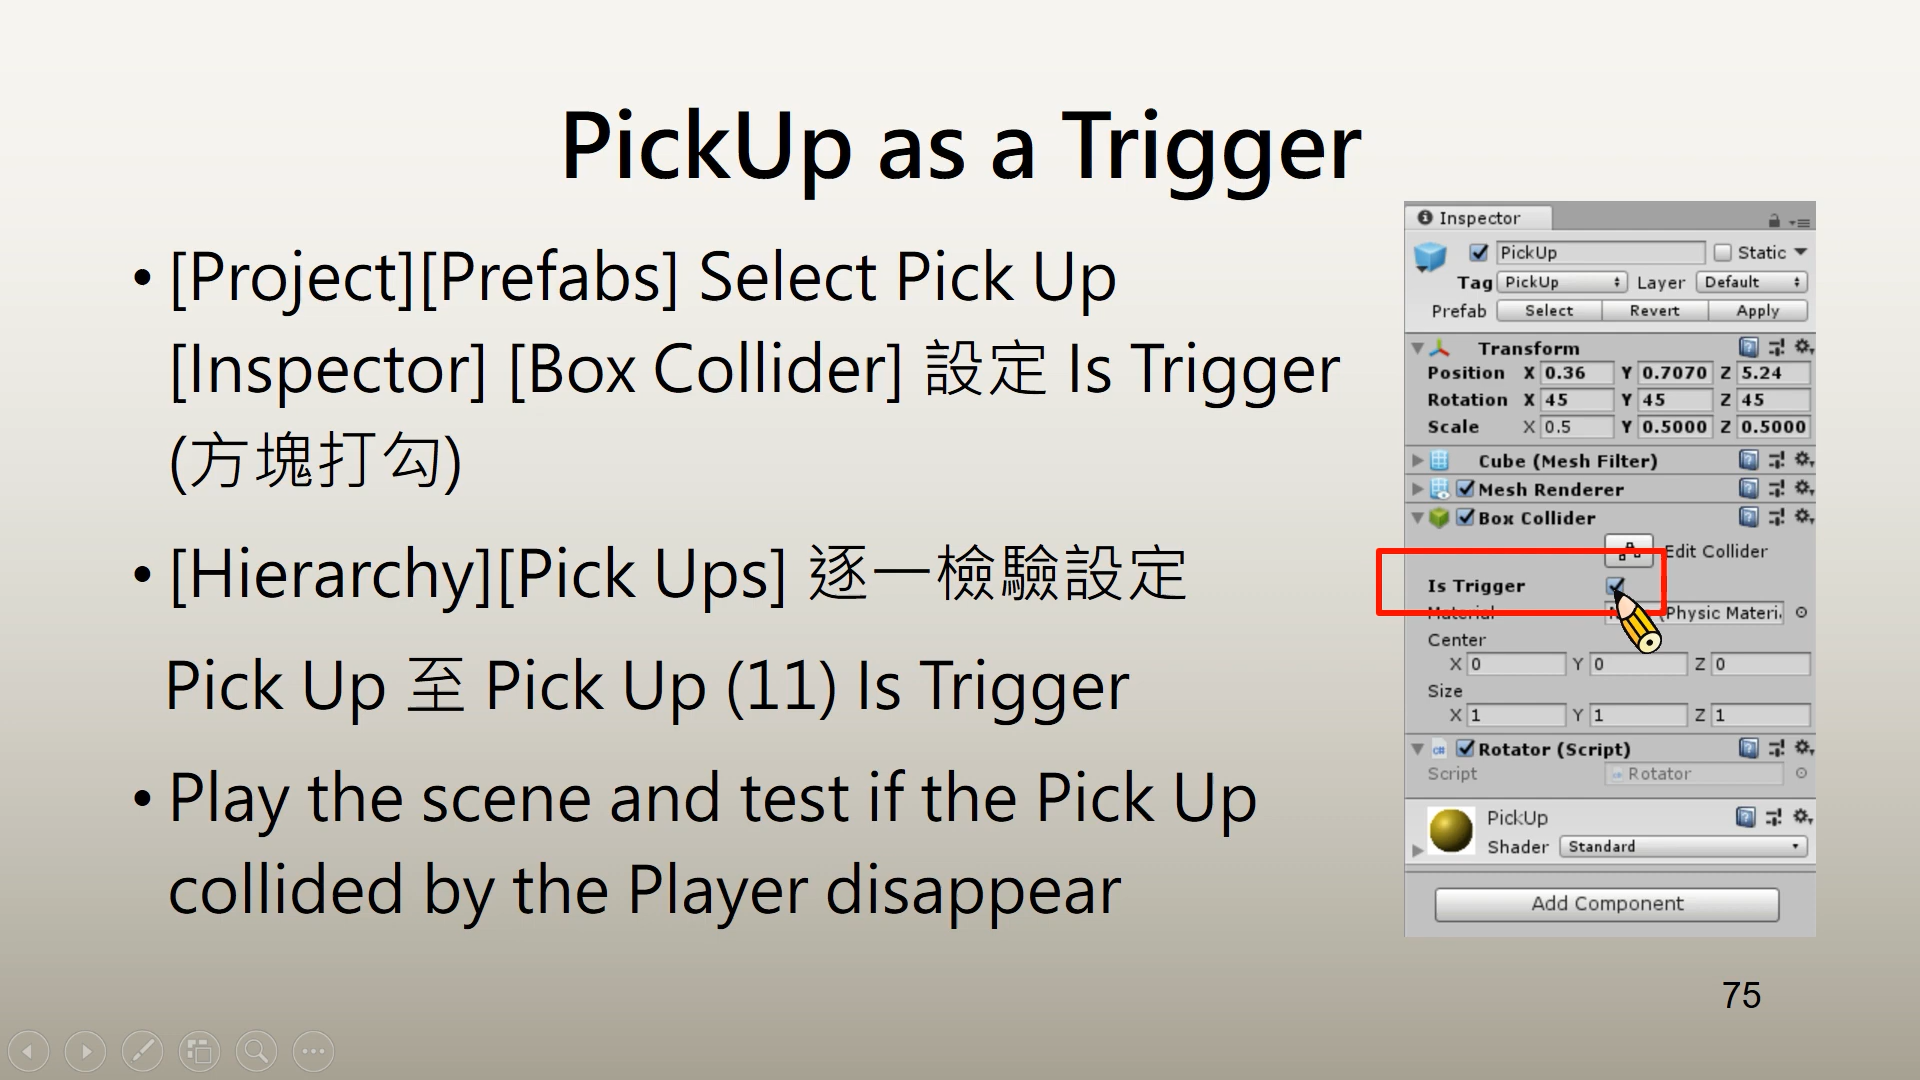 PickUp as a Trigger
• [Project][Prefabs] Select Pick Up
[Inspector] [Box Collider] 設定 Is Trigger
(方塊打勾)
• [Hierarchy][Pick Ups] 逐一檢驗設定
Pick Up 至 Pick Up (11) Is Trigger
• Play the scene and test if the Pick Up
collided by the Player disappear
Inspector
PickUp Static
Tag PickUp Layer Default
Prefab Select Revert Apply
Transform
Position X 0.36 Y 0.7070 Z 5.24
Rotation X 45 Y 45 Z 45
Scale X 0.5 Y 0.5000 Z 0.5000
Cube (Mesh Filter)
Mesh Renderer
Box Collider
Edit Collider
Is Trigger
Material (Physic Materi
Center
X 0 Y 0 Z 0
Size
X 1 Y 1 Z 1
Rotator (Script)
Script Rotator
PickUp
Shader Standard
Add Component
75